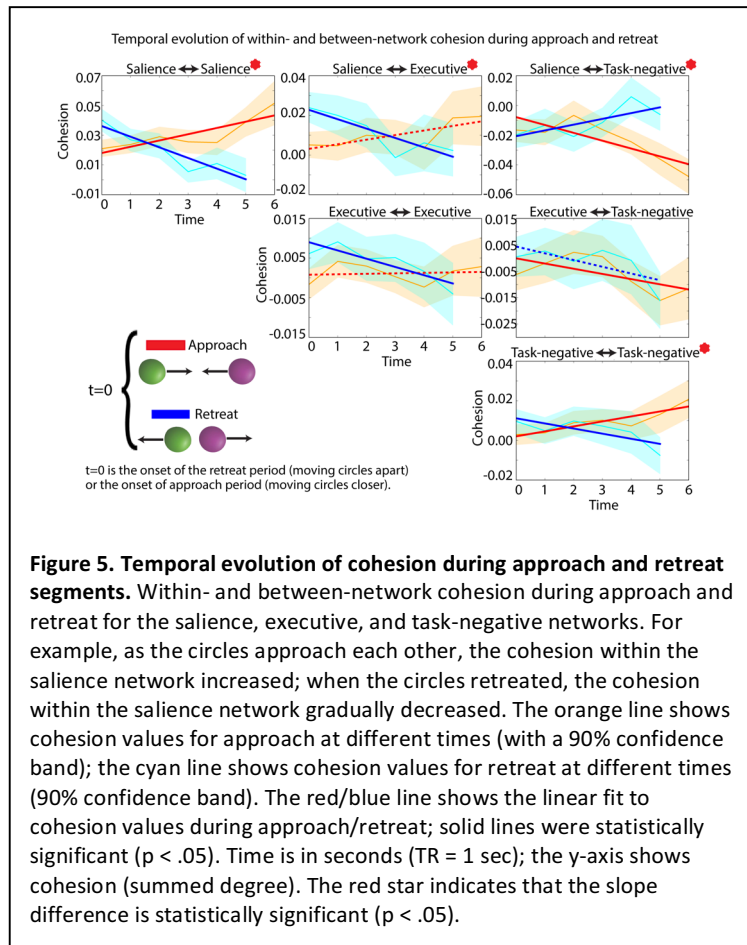 Temporal evolution of within- and between-network cohesion during approach and retreat
Salience ↔ Salience
Cohesion
0.07
0.05
0.03
0.01
-0.01
0 1 2 3 4 5 6
Time
Salience ↔ Executive
0.04
0.02
0.00
-0.02
Salience ↔ Task-negative
0.02
0.00
-0.02
-0.04
-0.06
0 1 2 3 4 5 6
Executive ↔ Executive
Cohesion
0.015
0.005
-0.005
-0.015
0 1 2 3 4 5 6
Time
Executive ↔ Task-negative
0.015
0.005
-0.005
-0.015
-0.025
Task-negative ↔ Task-negative
Cohesion
0.04
0.02
0.00
-0.02
0 1 2 3 4 5 6
Time
t=0
Approach
Retreat
t=0 is the onset of the retreat period (moving circles apart)
or the onset of approach period (moving circles closer).
Figure 5. Temporal evolution of cohesion during approach and retreat
segments. Within- and between-network cohesion during approach and
retreat for the salience, executive, and task-negative networks. For
example, as the circles approach each other, the cohesion within the
salience network increased; when the circles retreated, the cohesion
within the salience network gradually decreased. The orange line shows
cohesion values for approach at different times (with a 90% confidence
band); the cyan line shows cohesion values for retreat at different times
(90% confidence band). The red/blue line shows the linear fit to
cohesion values during approach/retreat; solid lines were statistically
significant (p < .05). Time is in seconds (TR = 1 sec); the y-axis shows
cohesion (summed degree). The red star indicates that the slope
difference is statistically significant (p < .05).